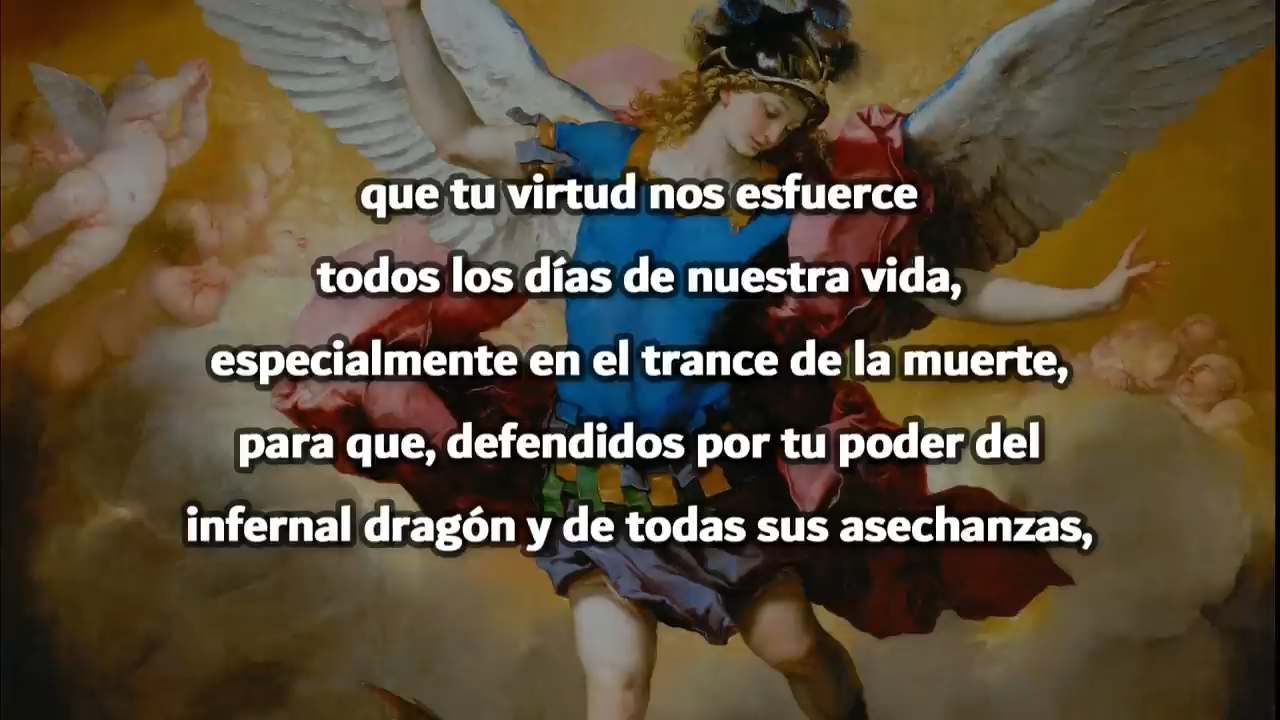 que tu virtud nos esfuerce
todos los días de nuestra vida,
especialmente en el trance de la muerte,
para que, defendidos por tu poder del
infernal dragón y de todas sus asechanzas,